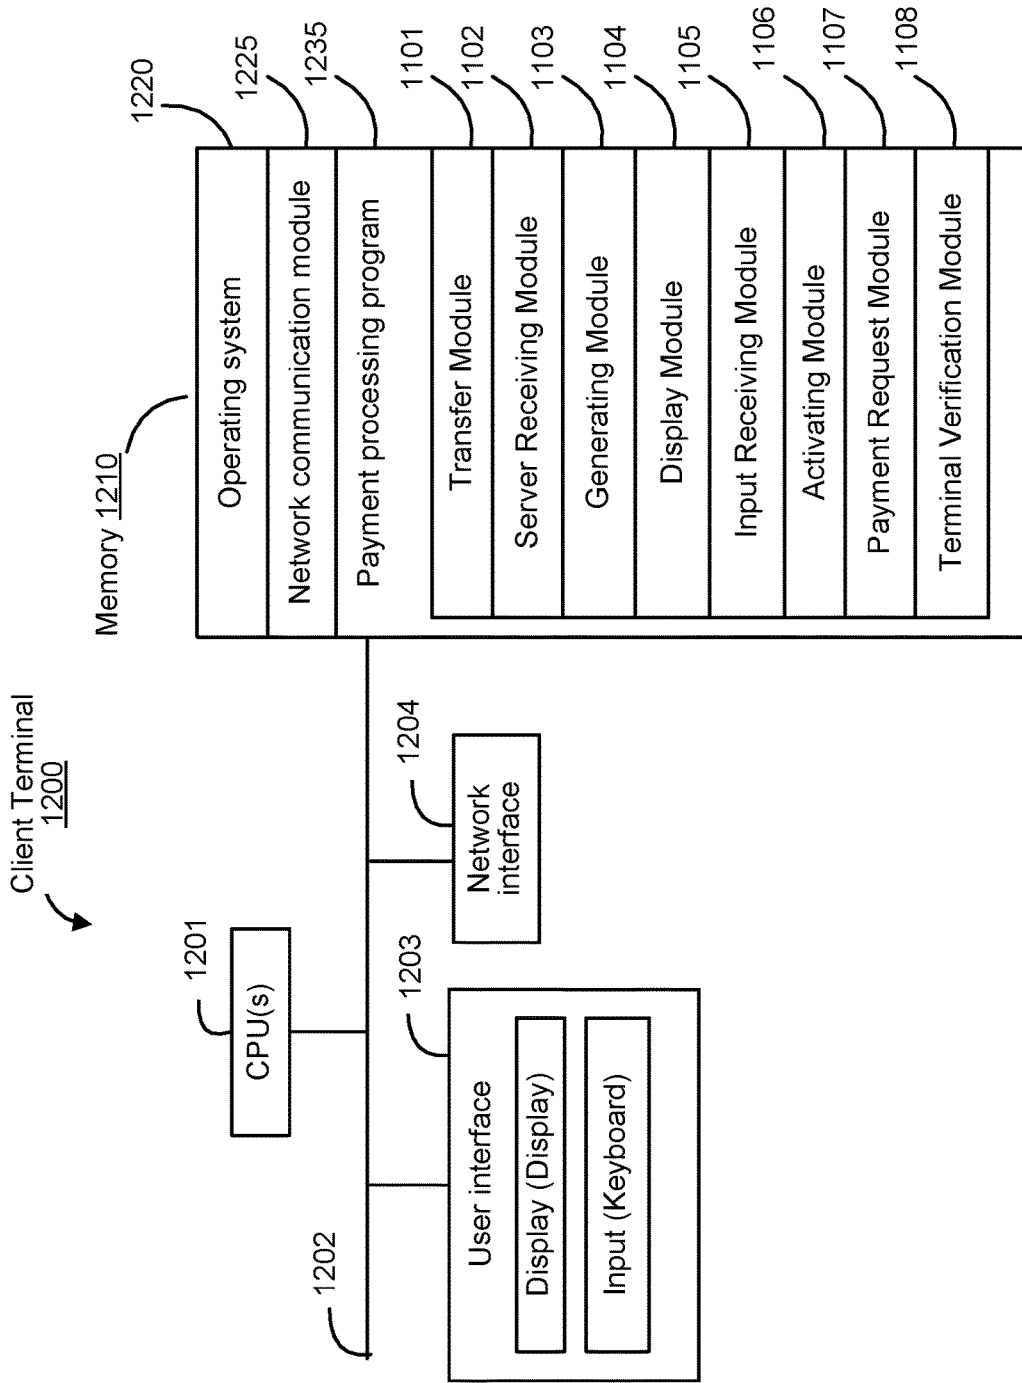 Client Terminal
1200
Memory 1210
1220
1225
1235
1101
1102
1103
1104
1105
1106
1107
1108
Operating system
Network communication module
Payment processing program
Transfer Module
Server Receiving Module
Generating Module
Display Module
Input Receiving Module
Activating Module
Payment Request Module
Terminal Verification Module
1201
CPU(s)
1202
1203
User interface
Display (Display)
Input (Keyboard)
1204
Network
interface